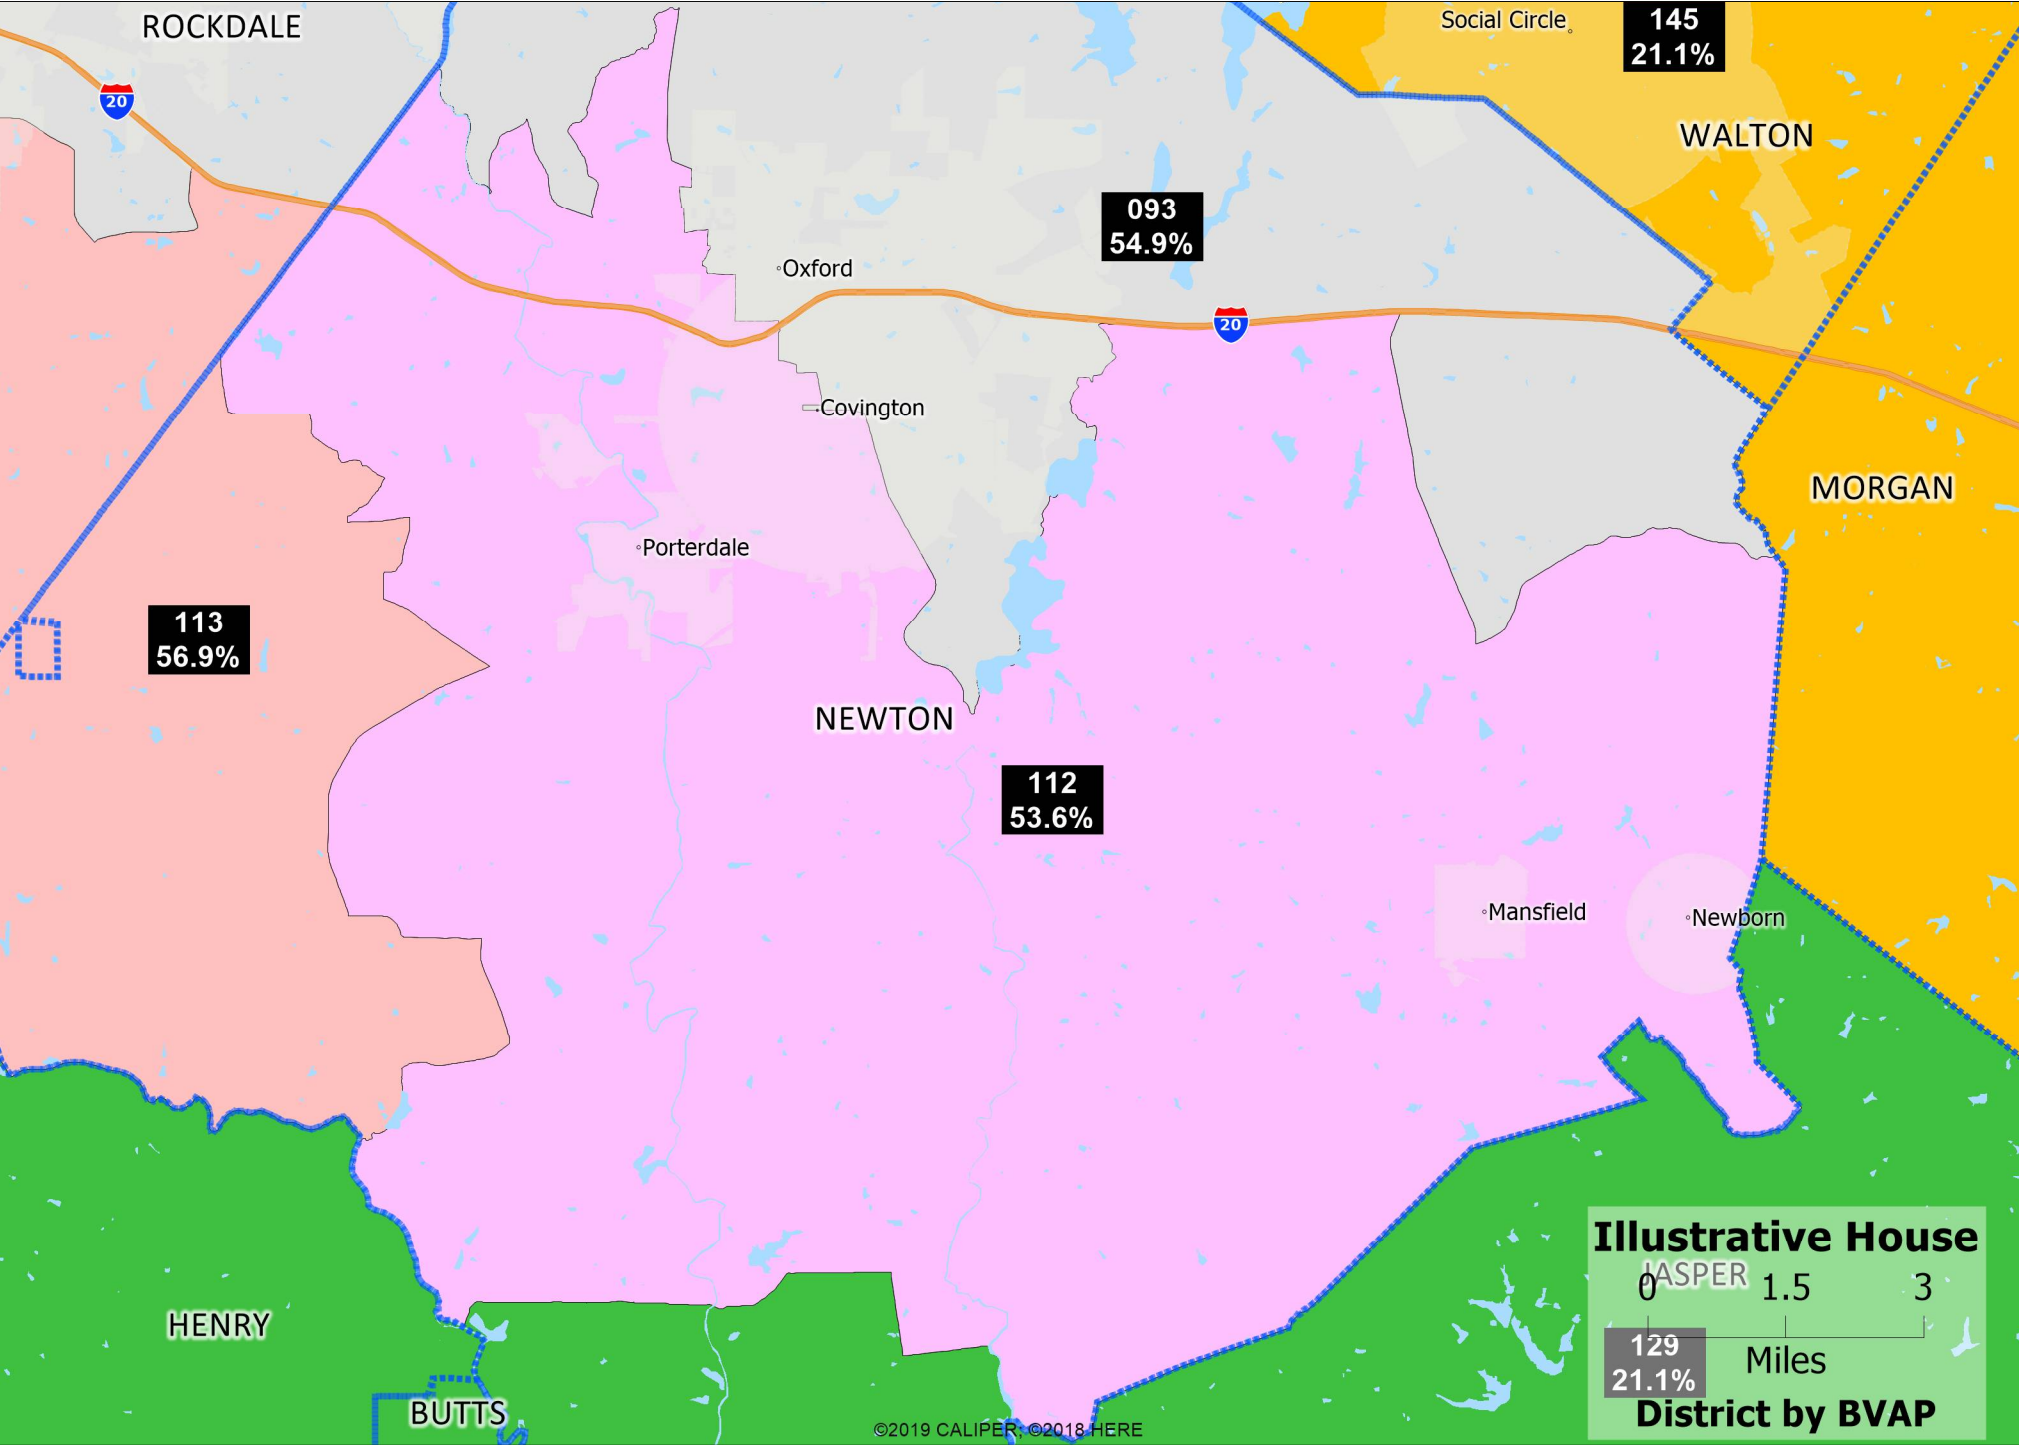 ROCKDALE
Social Circle
145
21.1%
20
WALTON
093
54.9%
Oxford
20
Covington
MORGAN
Porterdale
113
56.9%
NEWTON
112
53.6%
Mansfield
Newborn
Illustrative House
JASPER
0 1.5 3
HENRY
129
21.1%
Miles
BUTTS
District by BVAP
©2019 CALIPER; ©2018 HERE